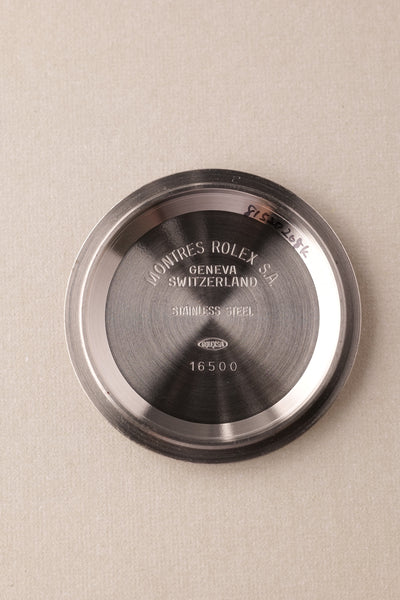 MONTRES ROLEX S.A.
GENEVA
SWITZERLAND
STAINLESS STEEL
16500